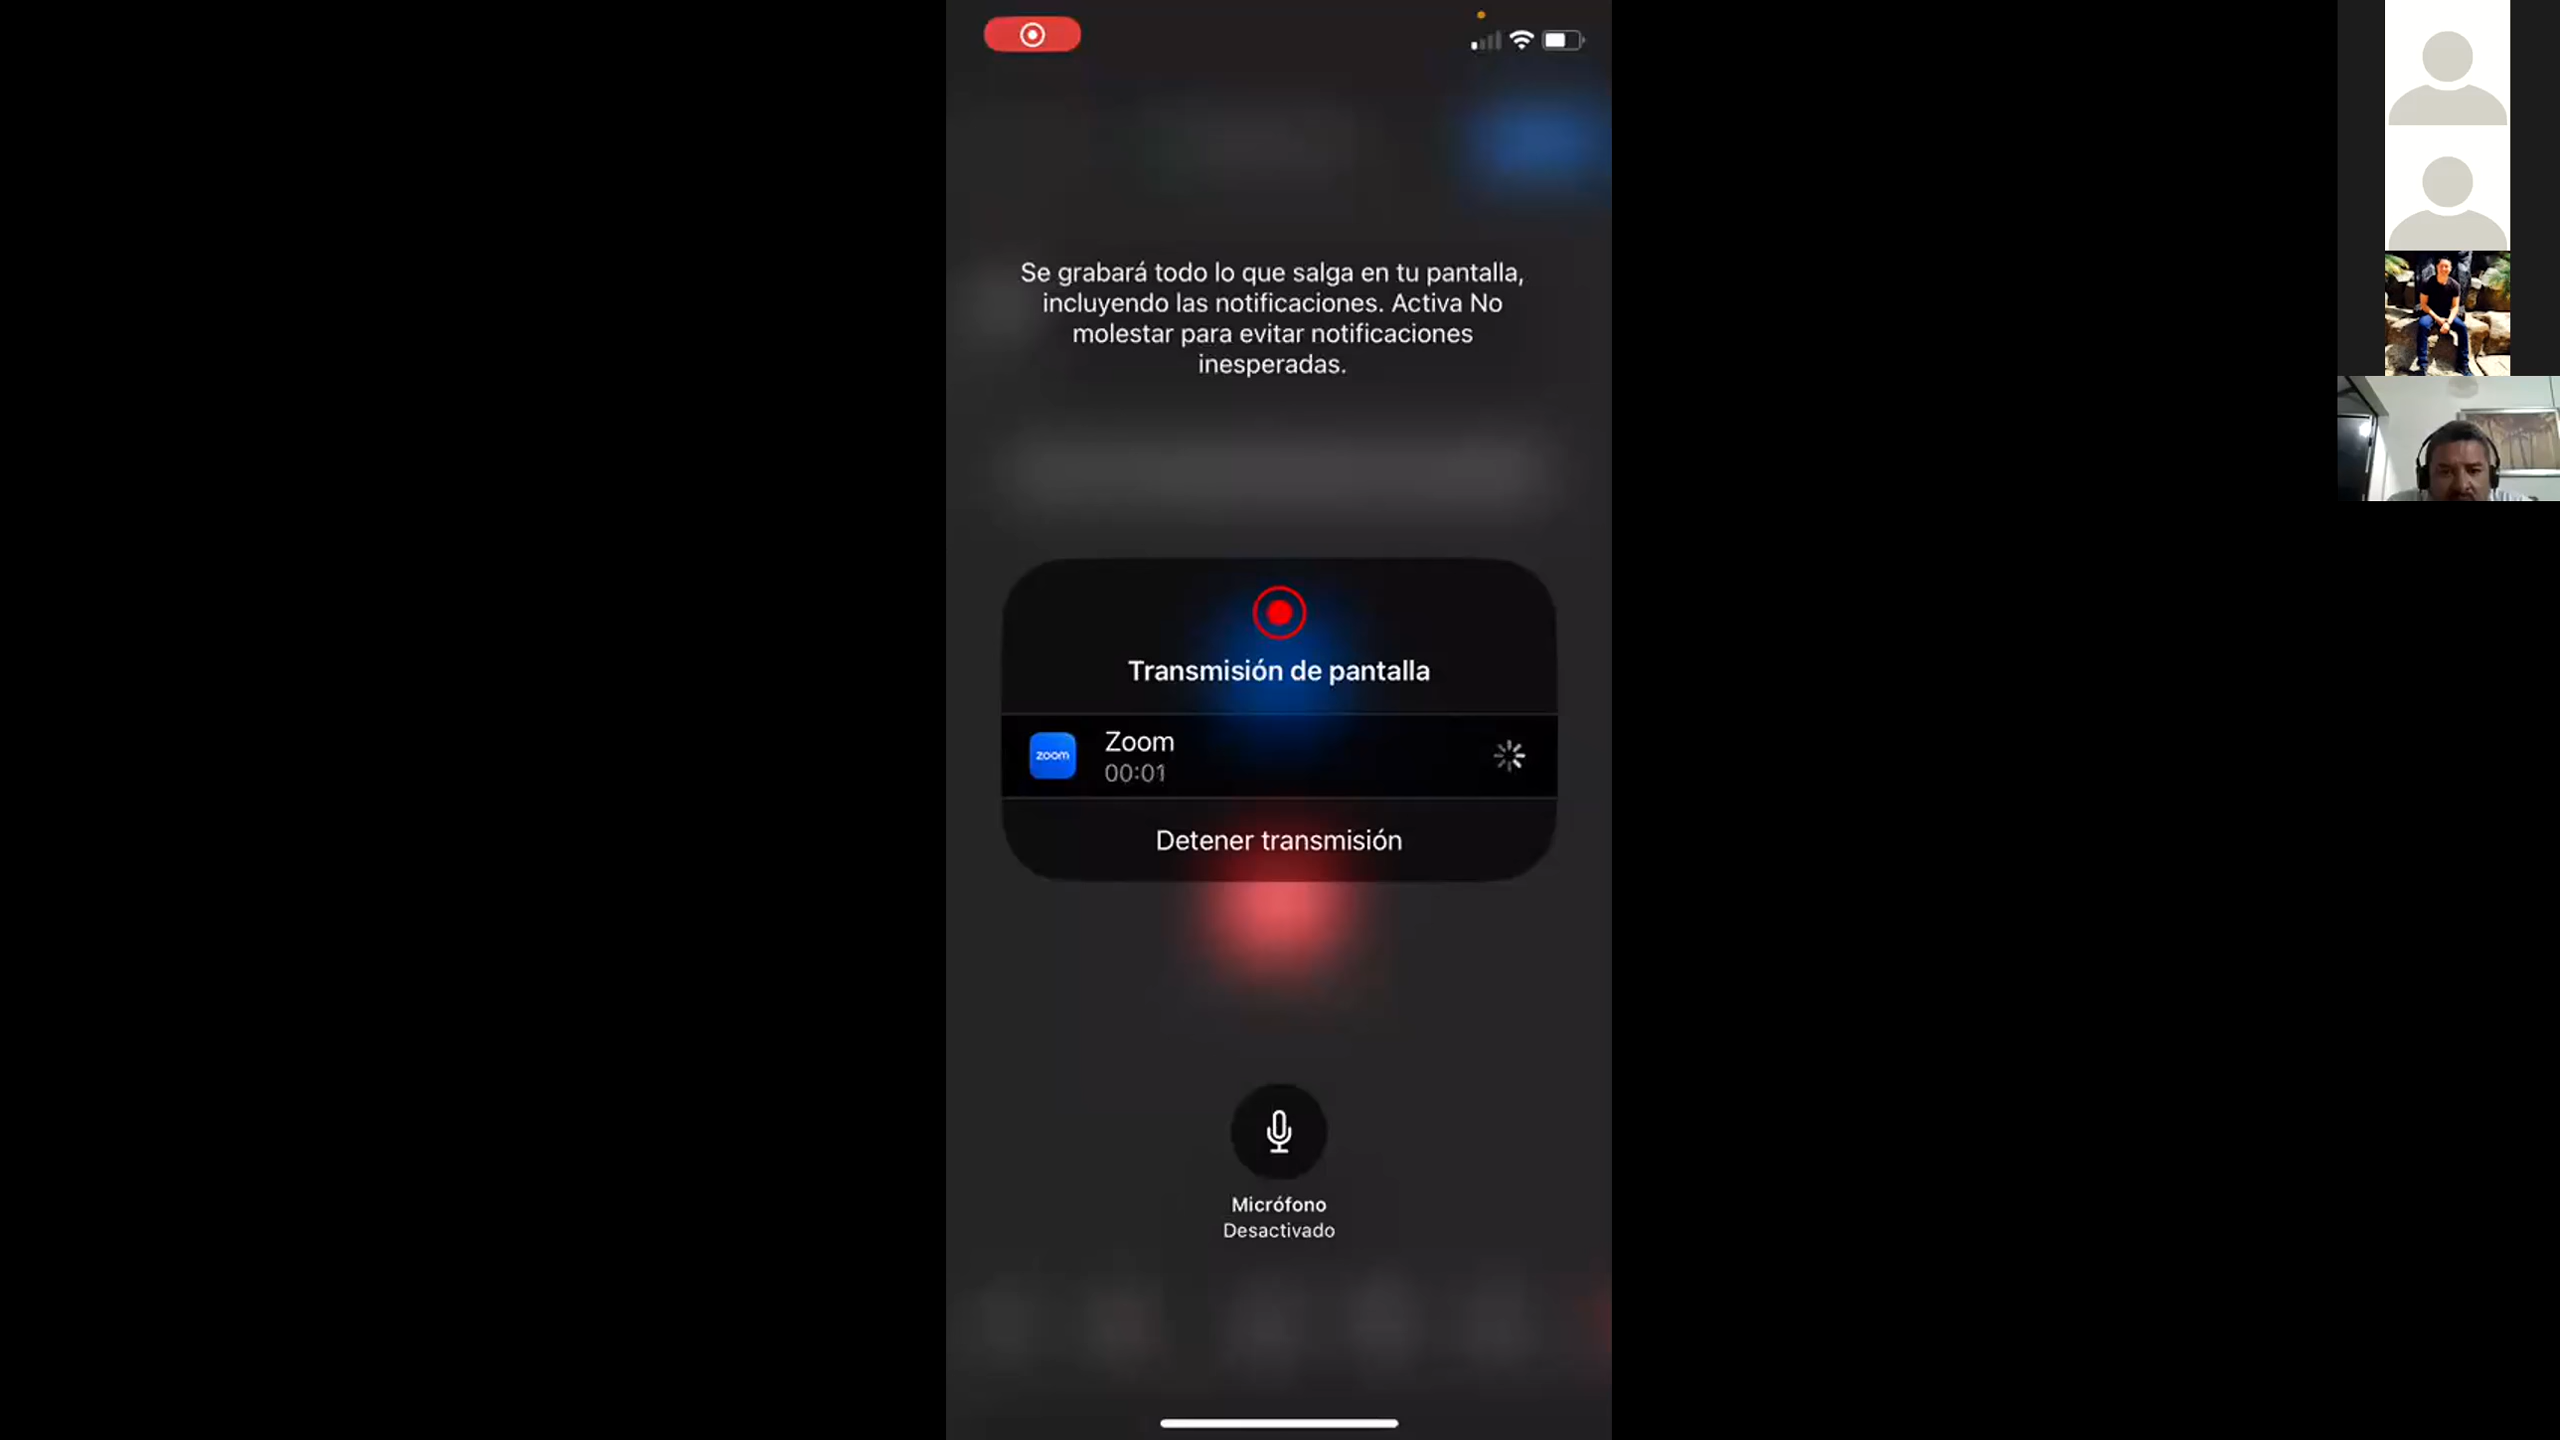 Se grabará todo lo que salga en tu pantalla,
incluyendo las notificaciones. Activa No
molestar para evitar notificaciones
inesperadas.
Transmisión de pantalla
zoom
Zoom
00:01
Detener transmisión
Micrófono
Desactivado